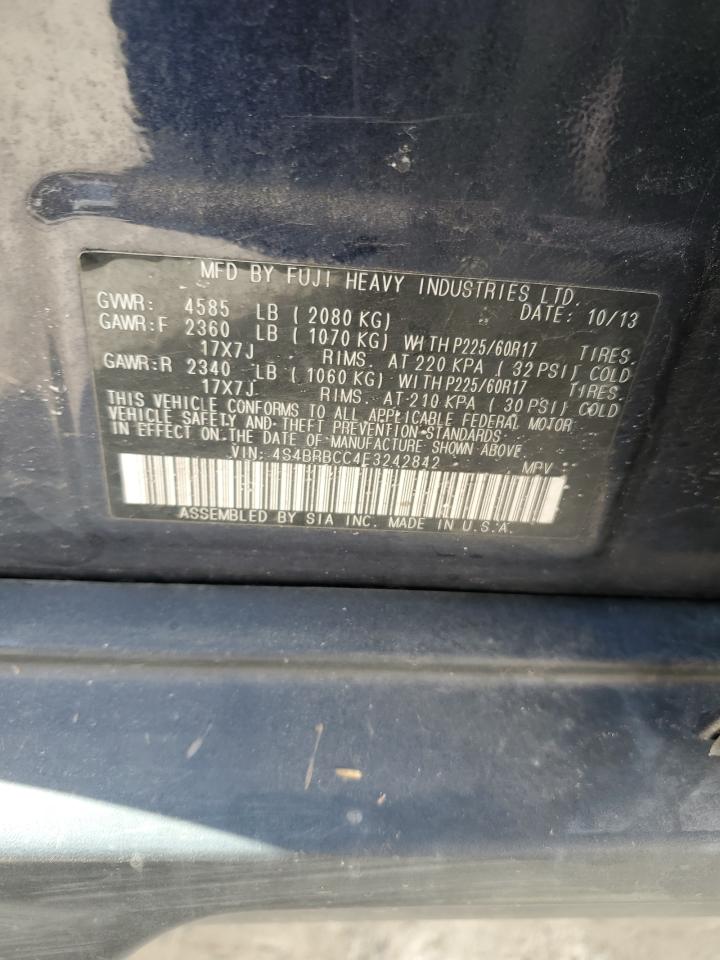 MFD BY FUJI HEAVY INDUSTRIES LTD.
GVWR: 4585 LB ( 2080 KG) DATE: 10/13
GAWR:F 2360 LB ( 1070 KG) WITH P225/60R17 TIRES.
17X7J RIMS. AT 220 KPA ( 32 PSI) COLD
GAWR:R 2340 LB ( 1060 KG) WITH P225/60R17 TIRES.
17X7J RIMS. AT 210 KPA ( 30 PSI) COLD
THIS VEHICLE CONFORMS TO ALL APPLICABLE FEDERAL MOTOR
VEHICLE SAFETY AND THEFT PREVENTION STANDARDS
IN EFFECT ON THE DATE OF MANUFACTURE SHOWN ABOVE
VIN: 4S4BRBCC4E3242842 MPV
ASSEMBLED BY SIA INC. MADE IN U.S.A.